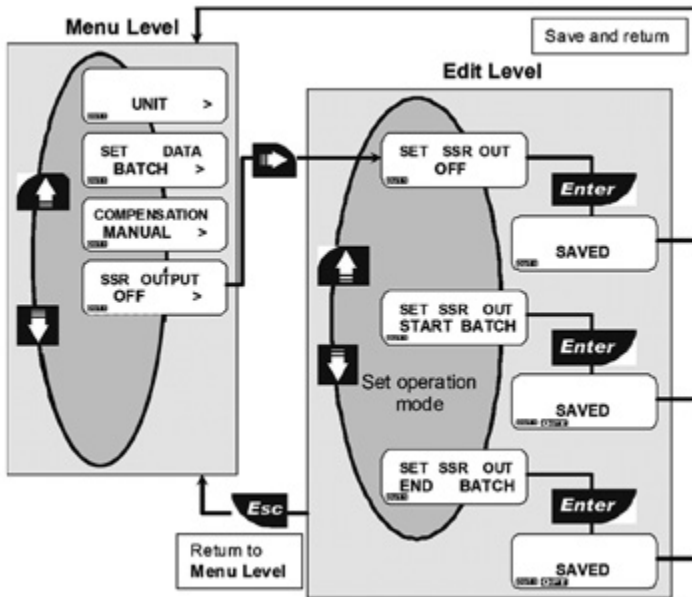 Menu Level
Save and return
UNIT >
SET DATA
BATCH >
COMPENSATION
MANUAL >
SSR OUTPUT
OFF >
Edit Level
SET SSR OUT
OFF
Enter
SAVED
SET SSR OUT
START BATCH
Enter
SAVED
Set operation
mode
SET SSR OUT
END BATCH
Enter
SAVED
Esc
Return to
Menu Level